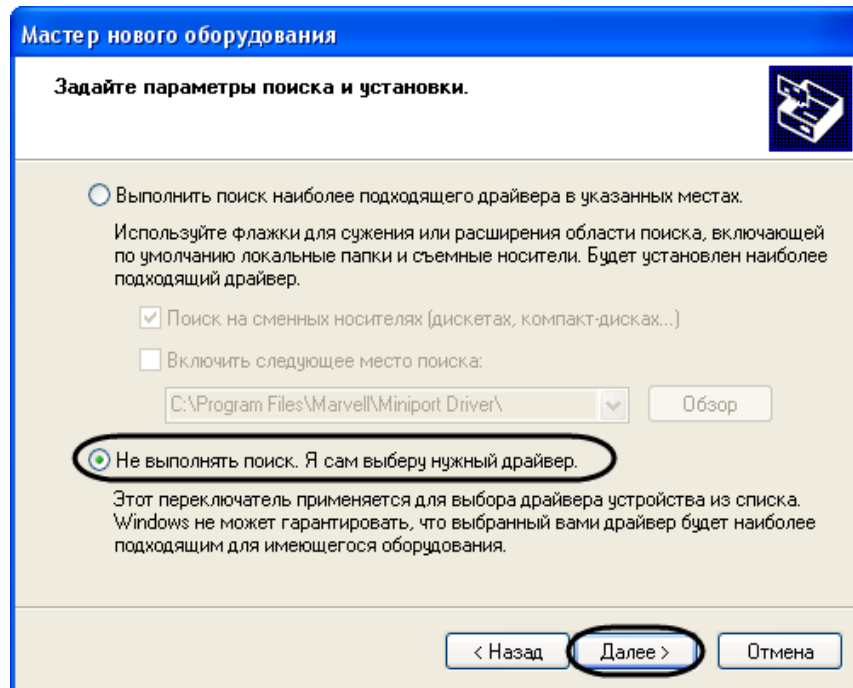 Мастер нового оборудования
Задайте параметры поиска и установки.
Выполнить поиск наиболее подходящего драйвера в указанных местах.
Используйте флажки для сужения или расширения области поиска, включающей
по умолчанию локальные папки и съемные носители. Будет установлен наиболее
подходящий драйвер.
Поиск на сменных носителях (дискетах, компакт-дисках...)
Включить следующее место поиска:
C:\Program Files\Marvell\Miniport Driver\
Обзор
Не выполнять поиск. Я сам выберу нужный драйвер.
Этот переключатель применяется для выбора драйвера устройства из списка.
Windows не может гарантировать, что выбранный вами драйвер будет наиболее
подходящим для имеющегося оборудования.
< Назад
Далее >
Отмена